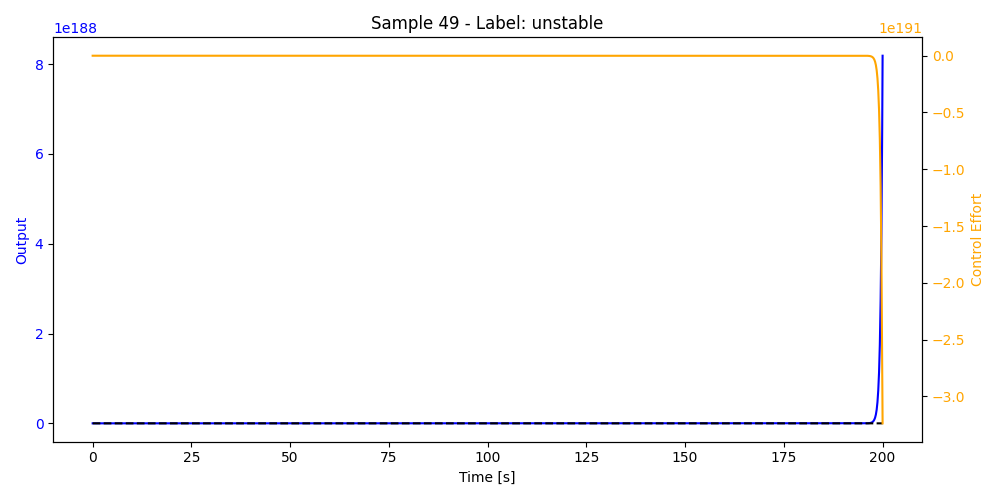 Sample 49 - Label: unstable
1e188
1e191
8
6
4
2
0
Output
0.0
−0.5
−1.0
−1.5
−2.0
−2.5
−3.0
Control Effort
0 25 50 75 100 125 150 175 200
Time [s]